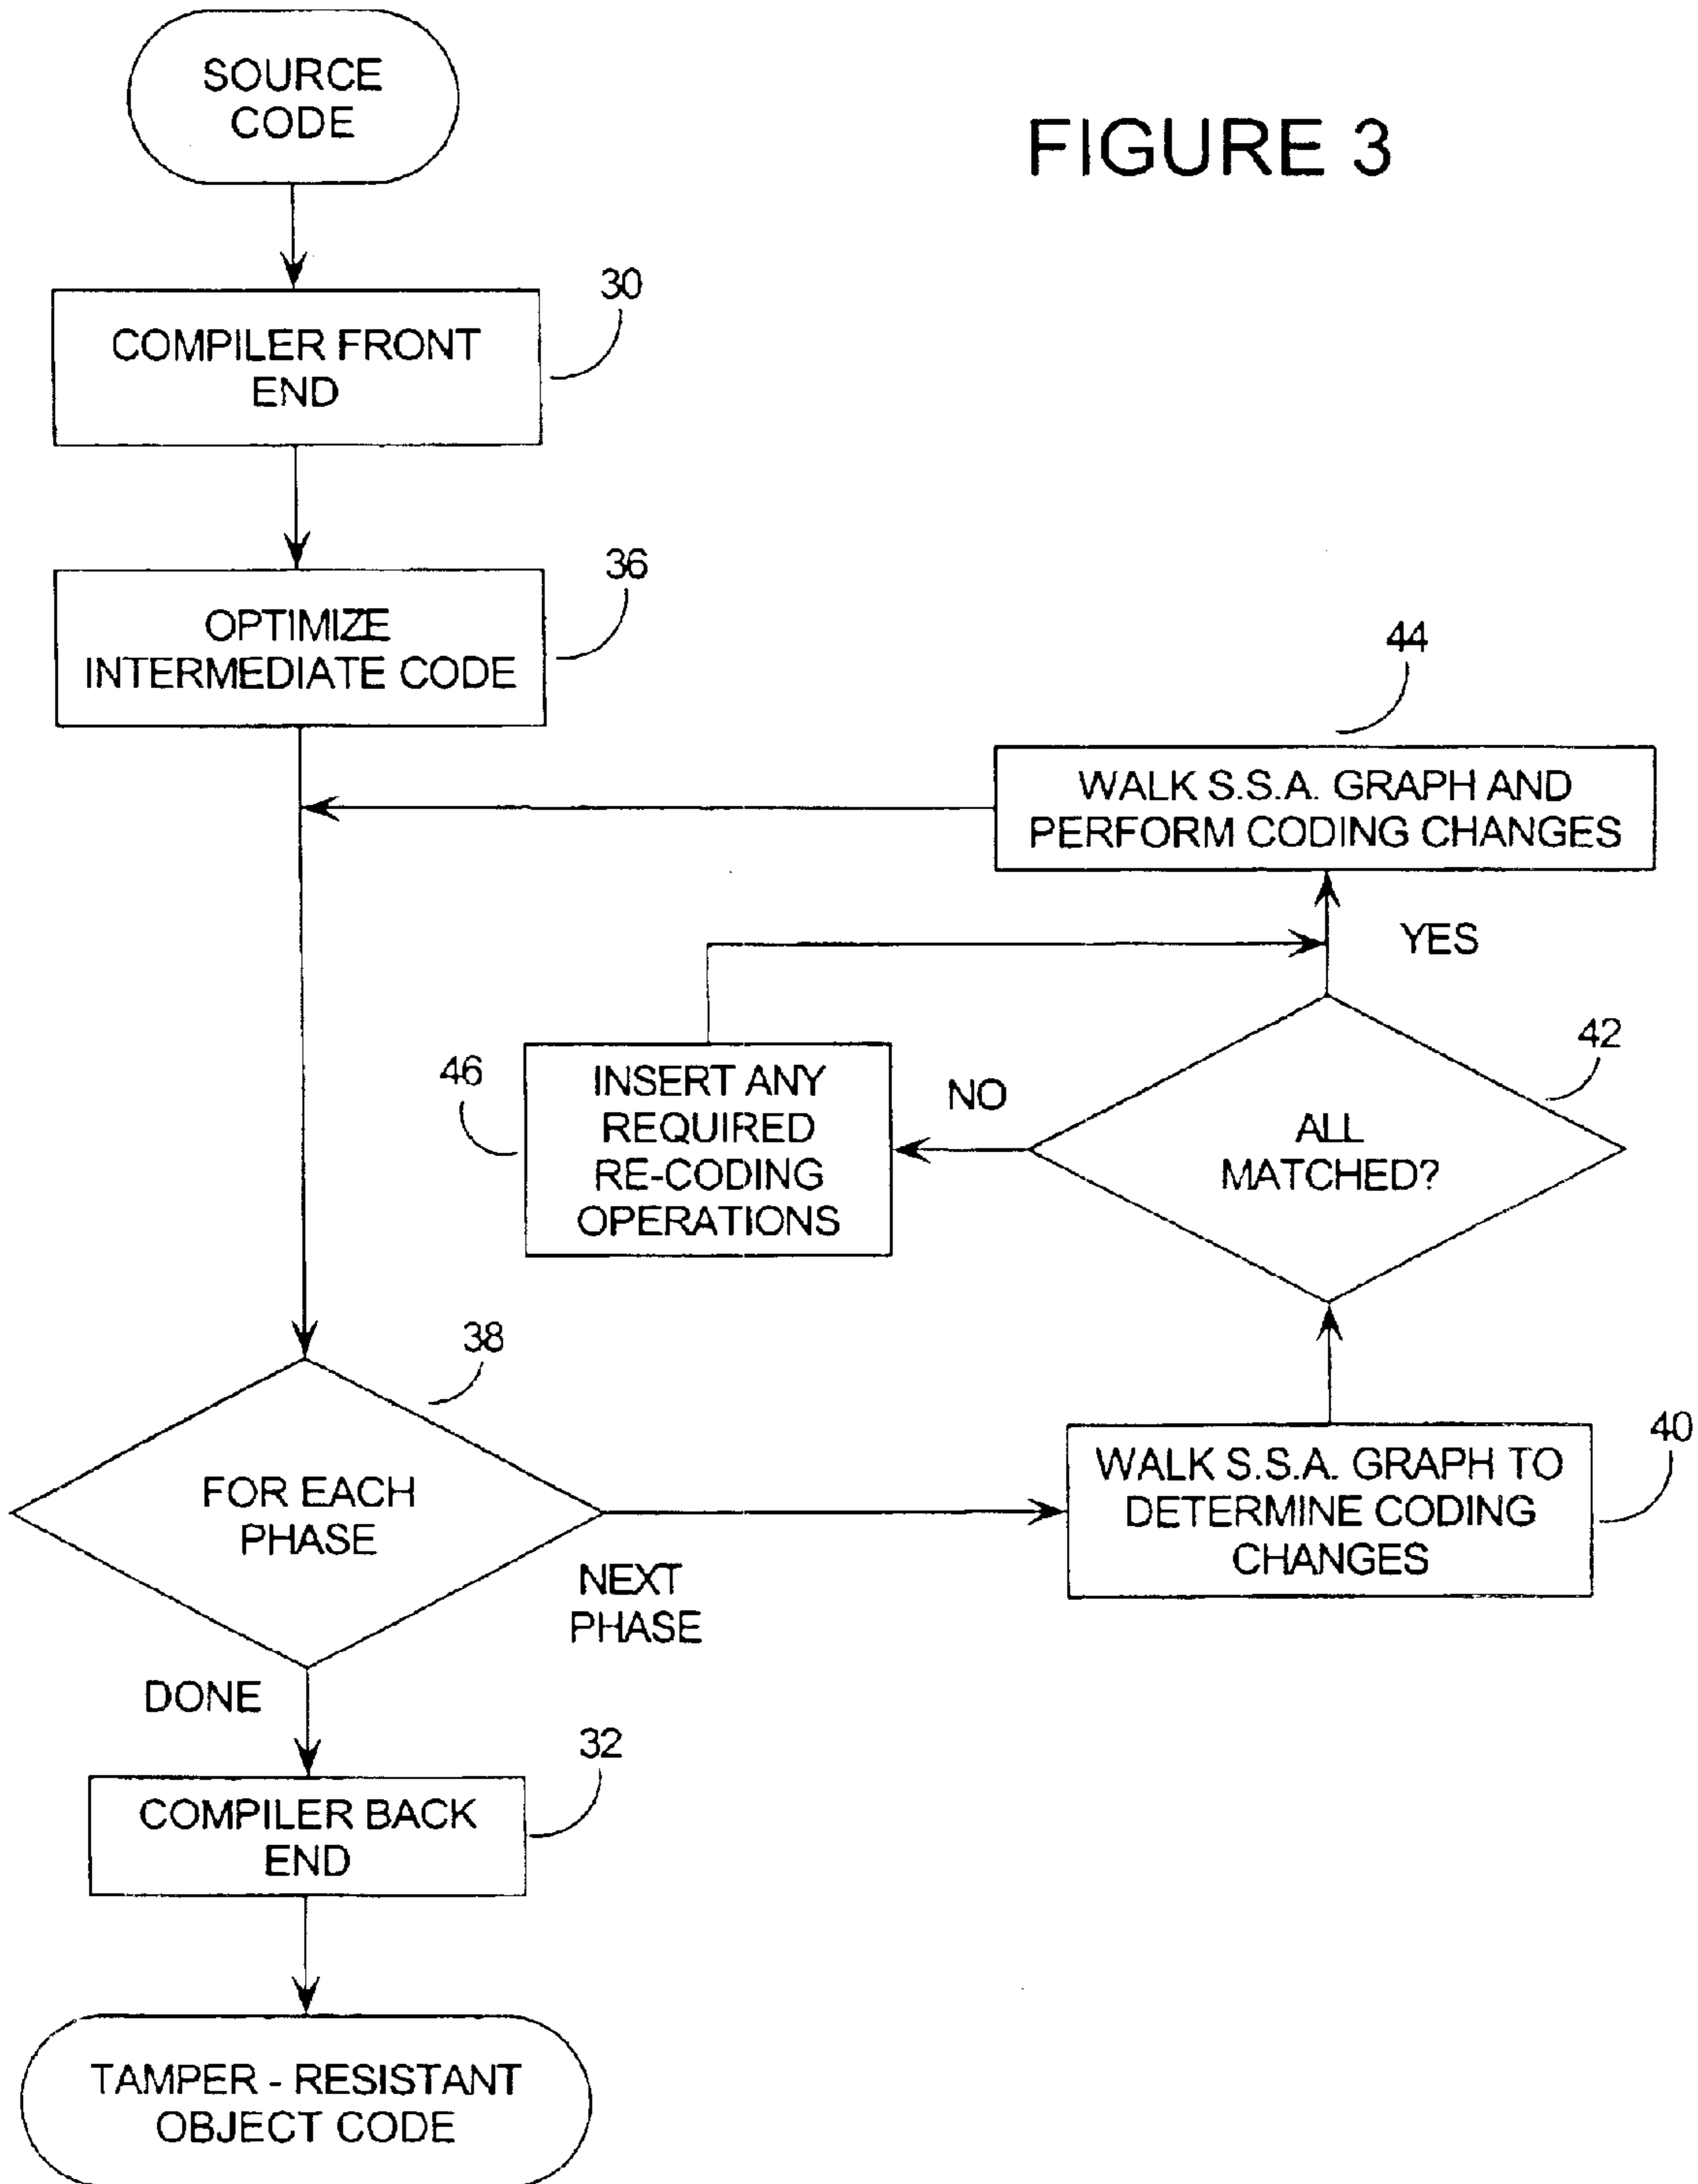 SOURCE
CODE
FIGURE 3
30
COMPILER FRONT
END
36
OPTIMIZE
INTERMEDIATE CODE
44
WALK S.S.A. GRAPH AND
PERFORM CODING CHANGES
YES
42
46
INSERT ANY
REQUIRED
RE-CODING
OPERATIONS
NO
ALL
MATCHED?
38
40
FOR EACH
PHASE
WALK S.S.A. GRAPH TO
DETERMINE CODING
CHANGES
NEXT
PHASE
DONE
32
COMPILER BACK
END
TAMPER - RESISTANT
OBJECT CODE